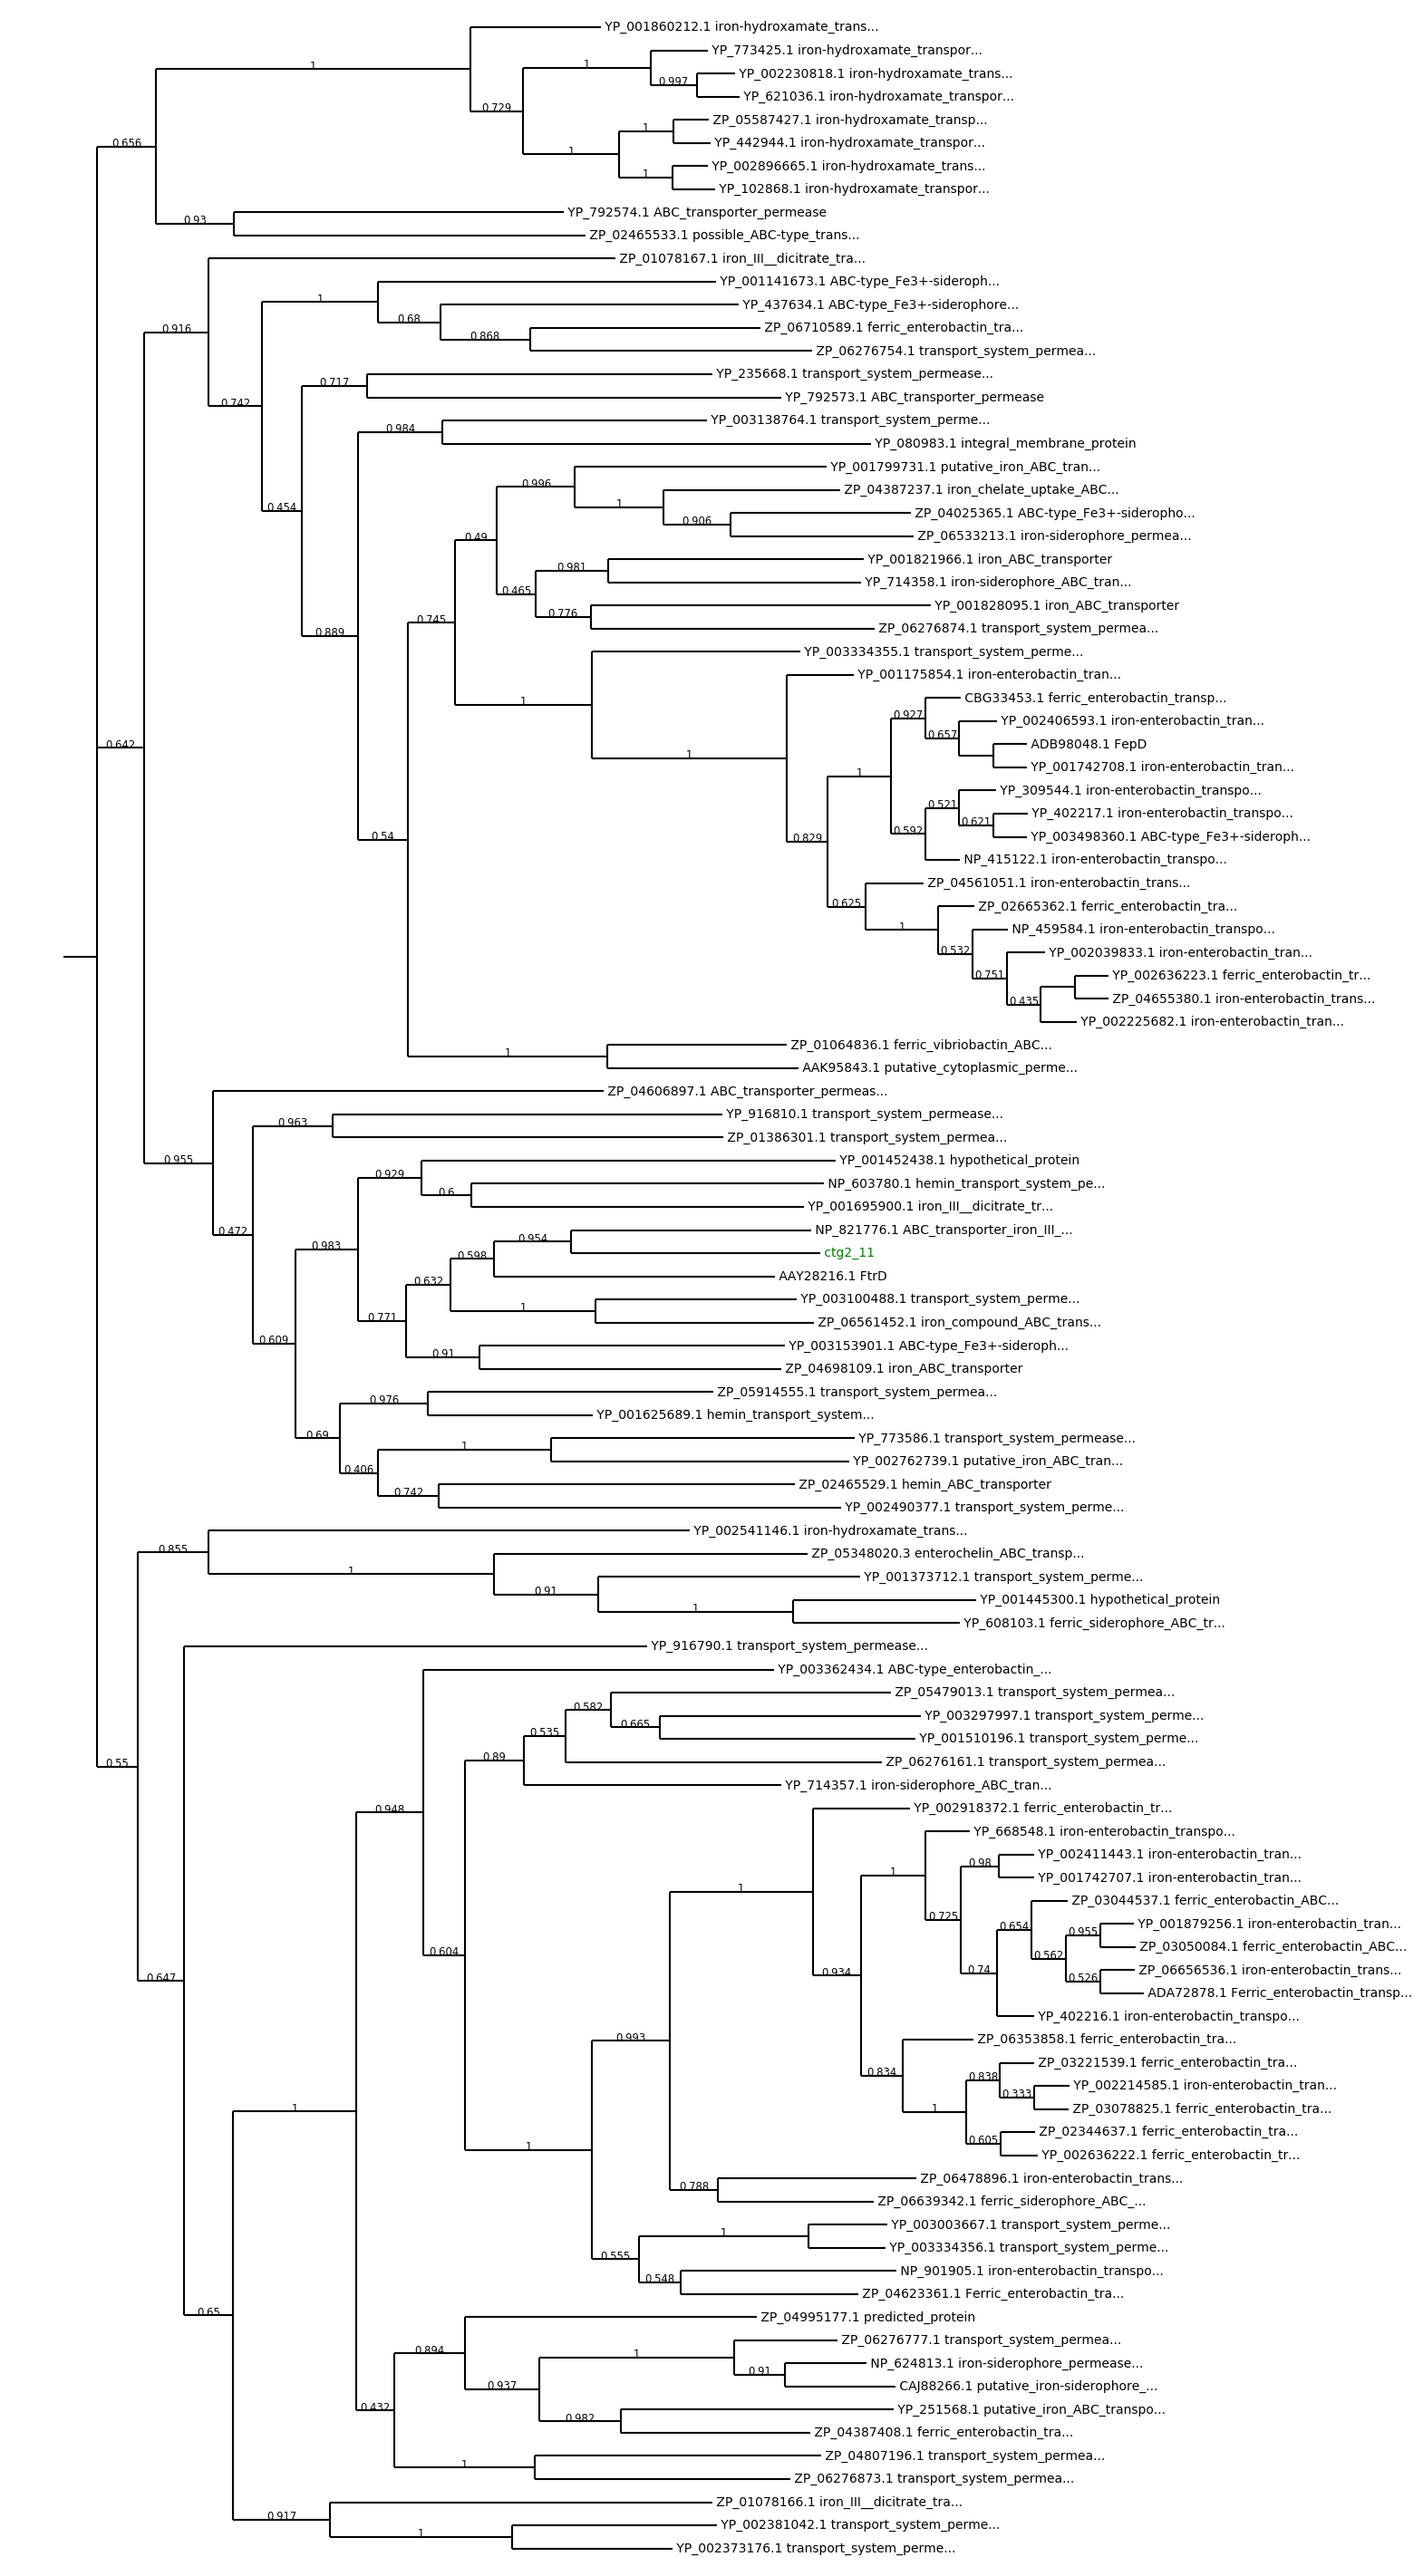 YP_001860212.1 iron-hydroxamate_trans...
YP_773425.1 iron-hydroxamate_transpor...
1
1
0.997
YP_002230818.1 iron-hydroxamate_trans...
YP_621036.1 iron-hydroxamate_transpor...
0.729
ZP_05587427.1 iron-hydroxamate_transp...
1
YP_442944.1 iron-hydroxamate_transpor...
0.656
1
YP_002896665.1 iron-hydroxamate_trans...
1
YP_102868.1 iron-hydroxamate_transpor...
YP_792574.1 ABC_transporter_permease
0.93
ZP_02465533.1 possible_ABC-type_trans...
ZP_01078167.1 iron_III__dicitrate_tra...
YP_001141673.1 ABC-type_Fe3+-sideroph...
1
YP_437634.1 ABC-type_Fe3+-siderophore...
0.68
0.916
ZP_06710589.1 ferric_enterobactin_tra...
0.868
ZP_06276754.1 transport_system_permea...
YP_235668.1 transport_system_permease...
0.717
YP_792573.1 ABC_transporter_permease
0.742
YP_003138764.1 transport_system_perme...
0.984
YP_080983.1 integral_membrane_protein
YP_001799731.1 putative_iron_ABC_tran...
0.996
ZP_04387237.1 iron_chelate_uptake_ABC...
1
0.454
ZP_04025365.1 ABC-type_Fe3+-sideropho...
0.906
ZP_06533213.1 iron-siderophore_permea...
0.49
YP_001821966.1 iron_ABC_transporter
0.981
YP_714358.1 iron-siderophore_ABC_tran...
0.465
YP_001828095.1 iron_ABC_transporter
0.776
0.745
ZP_06276874.1 transport_system_permea...
0.889
YP_003334355.1 transport_system_perme...
YP_001175854.1 iron-enterobactin_tran...
1
CBG33453.1 ferric_enterobactin_transp...
0.927
YP_002406593.1 iron-enterobactin_tran...
0.657
ADB98048.1 FepD
0.642
1
YP_001742708.1 iron-enterobactin_tran...
1
YP_309544.1 iron-enterobactin_transpo...
0.521
YP_402217.1 iron-enterobactin_transpo...
0.621
0.592
YP_003498360.1 ABC-type_Fe3+-sideroph...
0.54
0.829
NP_415122.1 iron-enterobactin_transpo...
ZP_04561051.1 iron-enterobactin_trans...
0.625
ZP_02665362.1 ferric_enterobactin_tra...
1
NP_459584.1 iron-enterobactin_transpo...
0.532
YP_002039833.1 iron-enterobactin_tran...
0.751
YP_002636223.1 ferric_enterobactin_tr...
ZP_04655380.1 iron-enterobactin_trans...
0.435
YP_002225682.1 iron-enterobactin_tran...
ZP_01064836.1 ferric_vibriobactin_ABC...
1
AAK95843.1 putative_cytoplasmic_perme...
ZP_04606897.1 ABC_transporter_permeas...
YP_916810.1 transport_system_permease...
0.963
ZP_01386301.1 transport_system_permea...
0.955
YP_001452438.1 hypothetical_protein
0.929
NP_603780.1 hemin_transport_system_pe...
0.6
YP_001695900.1 iron_III__dicitrate_tr...
0.472
NP_821776.1 ABC_transporter_iron_III_...
0.954
0.983
ctg2_11
0.598
AAY28216.1 FtrD
0.632
YP_003100488.1 transport_system_perme...
1
0.771
ZP_06561452.1 iron_compound_ABC_trans...
0.609
YP_003153901.1 ABC-type_Fe3+-sideroph...
0.91
ZP_04698109.1 iron_ABC_transporter
ZP_05914555.1 transport_system_permea...
0.976
YP_001625689.1 hemin_transport_system...
0.69
YP_773586.1 transport_system_permease...
1
YP_002762739.1 putative_iron_ABC_tran...
0.406
ZP_02465529.1 hemin_ABC_transporter
0.742
YP_002490377.1 transport_system_perme...
YP_002541146.1 iron-hydroxamate_trans...
0.855
ZP_05348020.3 enterochelin_ABC_transp...
1
YP_001373712.1 transport_system_perme...
0.91
YP_001445300.1 hypothetical_protein
1
YP_608103.1 ferric_siderophore_ABC_tr...
YP_916790.1 transport_system_permease...
YP_003362434.1 ABC-type_enterobactin_...
ZP_05479013.1 transport_system_permea...
0.582
YP_003297997.1 transport_system_perme...
0.665
0.535
YP_001510196.1 transport_system_perme...
0.55
0.89
ZP_06276161.1 transport_system_permea...
YP_714357.1 iron-siderophore_ABC_tran...
0.948
YP_002918372.1 ferric_enterobactin_tr...
YP_668548.1 iron-enterobactin_transpo...
YP_002411443.1 iron-enterobactin_tran...
0.98
1
YP_001742707.1 iron-enterobactin_tran...
1
ZP_03044537.1 ferric_enterobactin_ABC...
0.725
YP_001879256.1 iron-enterobactin_tran...
0.654
0.955
ZP_03050084.1 ferric_enterobactin_ABC...
0.604
0.562
ZP_06656536.1 iron-enterobactin_trans...
0.934
0.74
0.526
0.647
ADA72878.1 Ferric_enterobactin_transp...
YP_402216.1 iron-enterobactin_transpo...
0.993
ZP_06353858.1 ferric_enterobactin_tra...
ZP_03221539.1 ferric_enterobactin_tra...
0.834
0.838
YP_002214585.1 iron-enterobactin_tran...
0.333
1
1
ZP_03078825.1 ferric_enterobactin_tra...
ZP_02344637.1 ferric_enterobactin_tra...
0.605
1
YP_002636222.1 ferric_enterobactin_tr...
ZP_06478896.1 iron-enterobactin_trans...
0.788
ZP_06639342.1 ferric_siderophore_ABC_...
YP_003003667.1 transport_system_perme...
1
YP_003334356.1 transport_system_perme...
0.555
NP_901905.1 iron-enterobactin_transpo...
0.548
ZP_04623361.1 Ferric_enterobactin_tra...
0.65
ZP_04995177.1 predicted_protein
ZP_06276777.1 transport_system_permea...
0.894
1
NP_624813.1 iron-siderophore_permease...
0.91
0.937
CAJ88266.1 putative_iron-siderophore_...
0.432
YP_251568.1 putative_iron_ABC_transpo...
0.982
ZP_04387408.1 ferric_enterobactin_tra...
ZP_04807196.1 transport_system_permea...
1
ZP_06276873.1 transport_system_permea...
ZP_01078166.1 iron_III__dicitrate_tra...
0.917
YP_002381042.1 transport_system_perme...
1
YP_002373176.1 transport_system_perme...